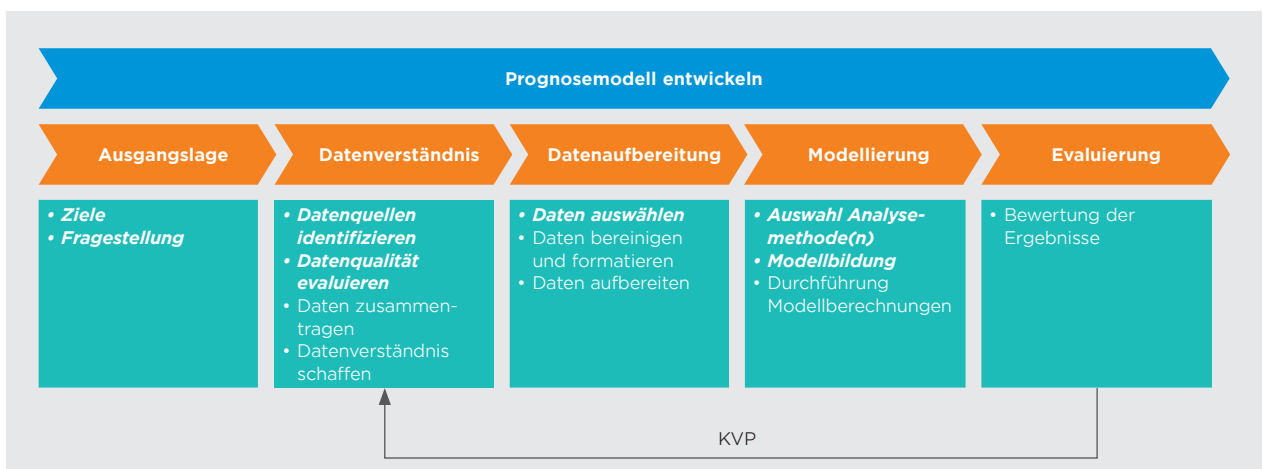 Prognosemodell entwickeln
Ausgangslage
Datenverständnis
Datenaufbereitung
Modellierung
Evaluierung
• Ziele
• Fragestellung
• Datenquellen
identifizieren
• Datenqualität
evaluieren
• Daten zusammen-
tragen
• Datenverständnis
schaffen
• Daten auswählen
• Daten bereinigen
und formatieren
• Daten aufbereiten
• Auswahl Analyse-
methode(n)
• Modellbildung
• Durchführung
Modellberechnungen
• Bewertung der
Ergebnisse
KVP